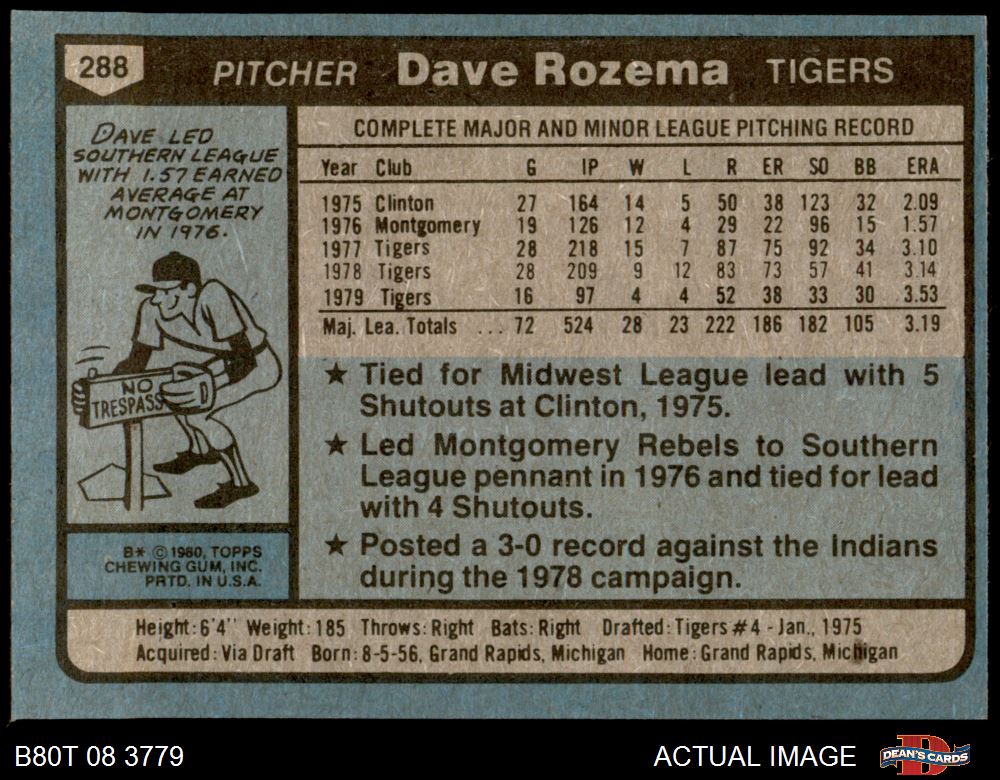 288 PITCHER Dave Rozema TIGERS
DAVE LED
SOUTHERN LEAGUE
WITH 1.57 EARNED
AVERAGE AT
MONTGOMERY
IN 1976.
NO
TRESPASS
B* © 1980, TOPPS
CHEWING GUM, INC.
PRTD. IN U.S.A.
COMPLETE MAJOR AND MINOR LEAGUE PITCHING RECORD
Year Club G IP W L R ER SO BB ERA
1975 Clinton 27 164 14 5 50 38 123 32 2.09
1976 Montgomery 19 126 12 4 29 22 96 15 1.57
1977 Tigers 28 218 15 7 87 75 92 34 3.10
1978 Tigers 28 209 9 12 83 73 57 41 3.14
1979 Tigers 16 97 4 4 52 38 33 30 3.53
Maj. Lea. Totals ... 72 524 28 23 222 186 182 105 3.19
★ Tied for Midwest League lead with 5
Shutouts at Clinton, 1975.
★ Led Montgomery Rebels to Southern
League pennant in 1976 and tied for lead
with 4 Shutouts.
★ Posted a 3-0 record against the Indians
during the 1978 campaign.
Height: 6'4" Weight: 185 Throws: Right Bats: Right Drafted: Tigers #4 - Jan., 1975
Acquired: Via Draft Born: 8-5-56, Grand Rapids, Michigan Home: Grand Rapids, Michigan
B80T 08 3779 ACTUAL IMAGE DEAN'S CARDS